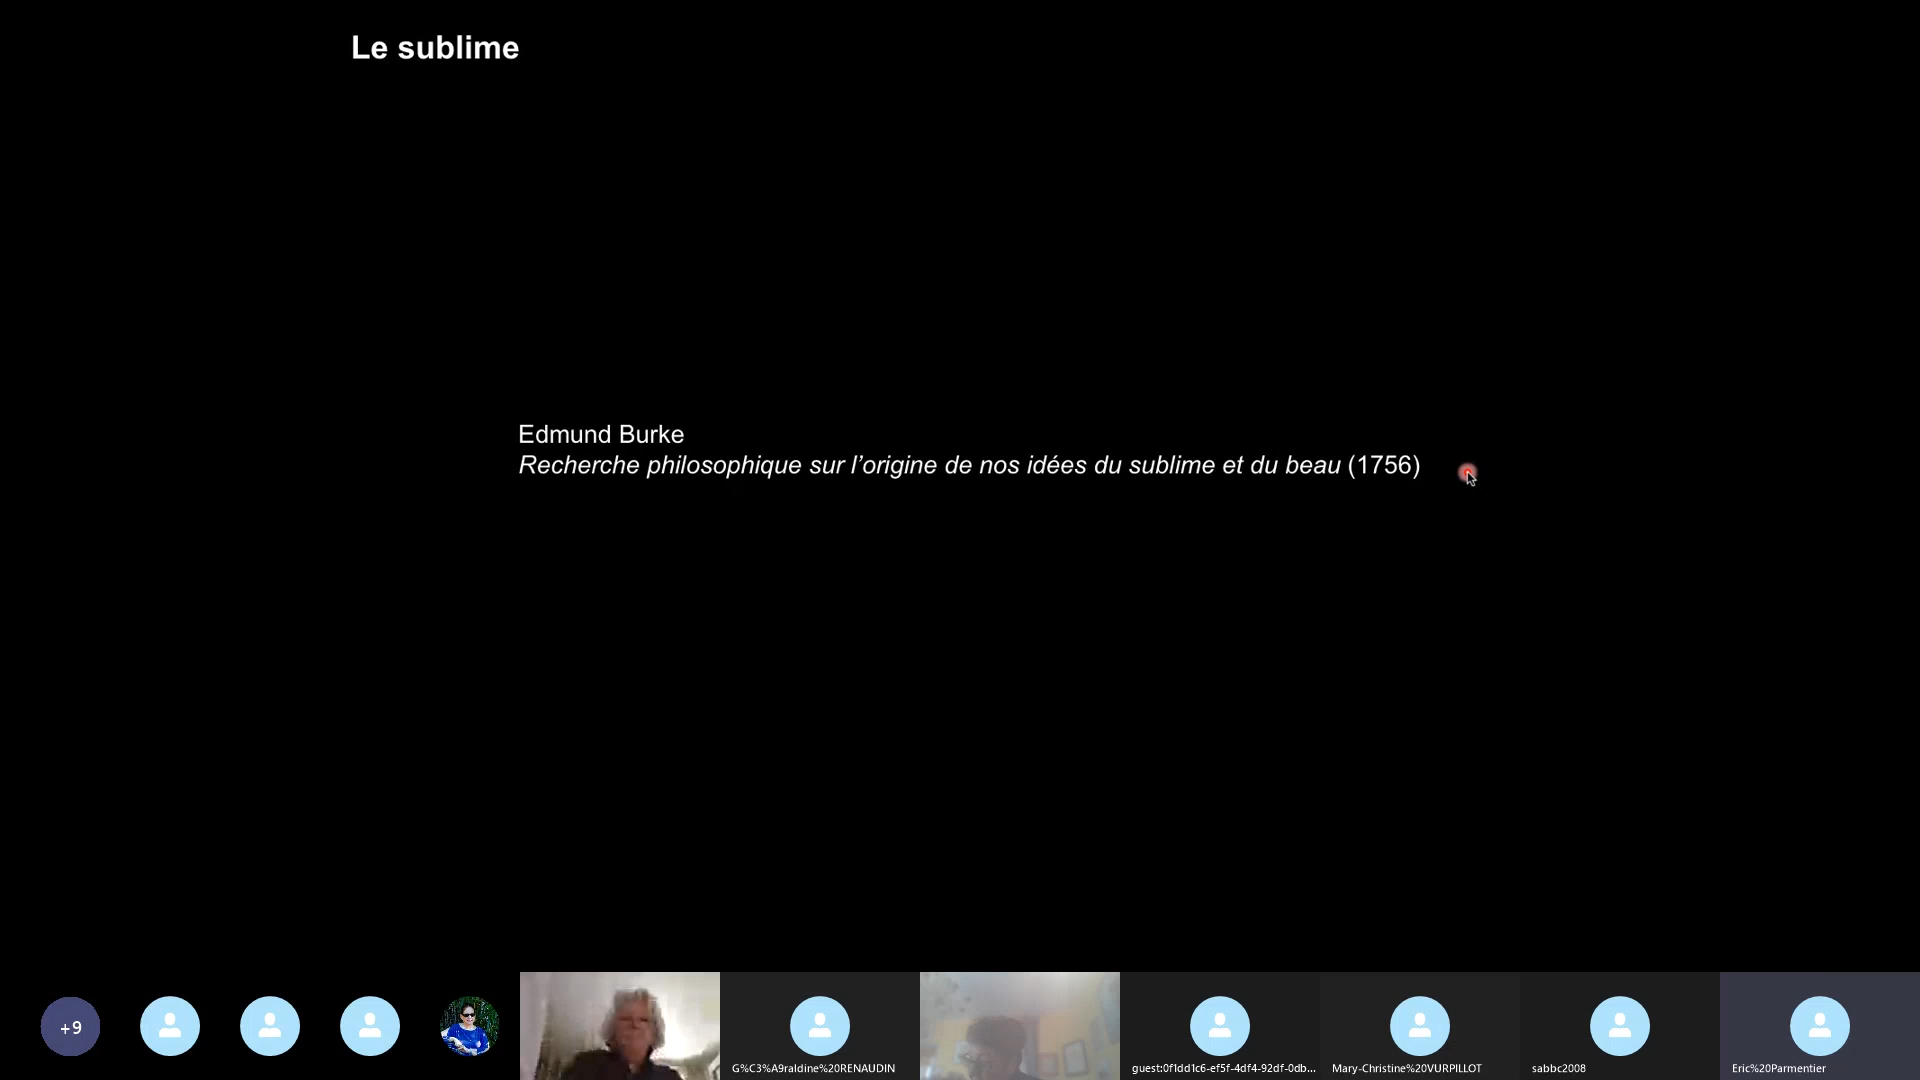 Le sublime
Edmund Burke
Recherche philosophique sur l’origine de nos idées du sublime et du beau (1756)
+9
G%C3%A9raldine%20RENAUDIN
guest:0f1dd1c6-ef5f-4df4-92df-0db...
Mary-Christine%20VURPILLOT
sabbc2008
Eric%20Parmentier